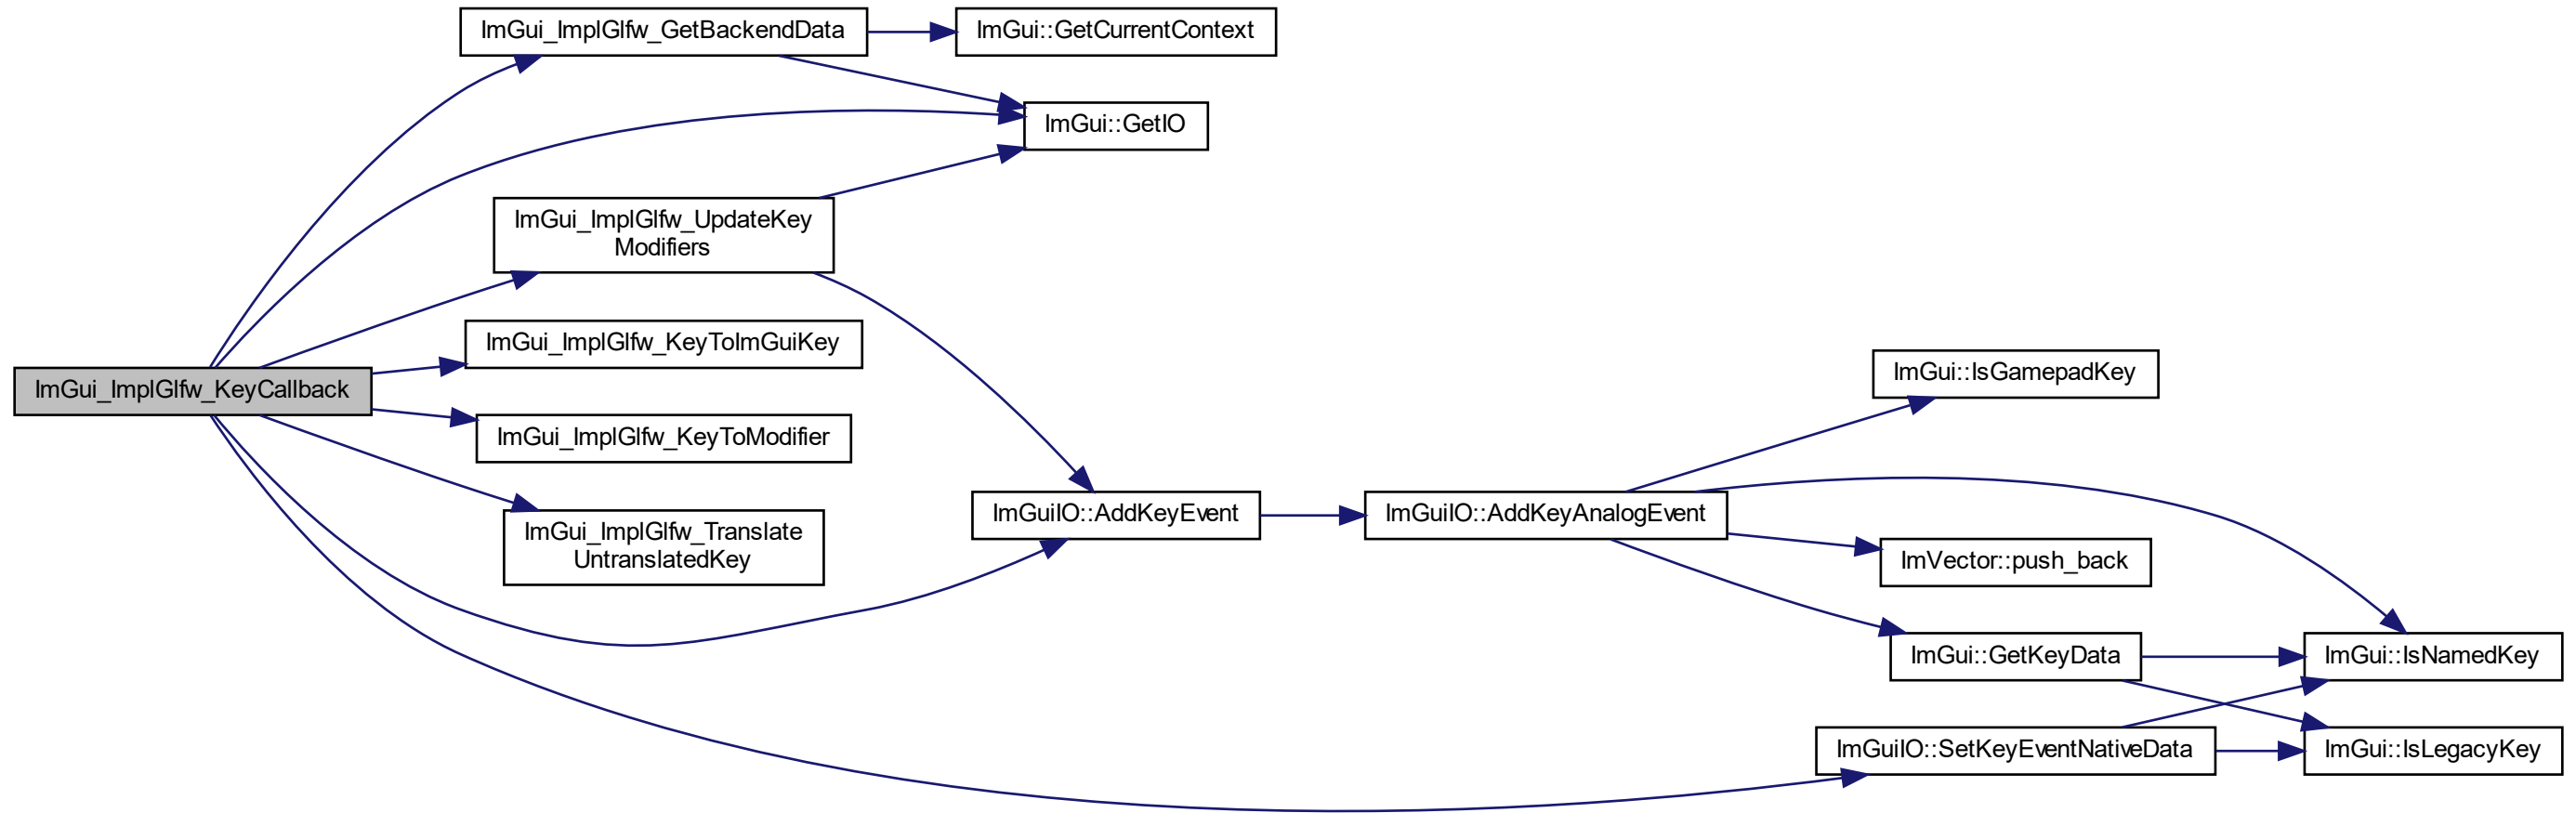 ImGui_ImplGlfw_GetBackendData
ImGui::GetCurrentContext
ImGui::GetIO
ImGui_ImplGlfw_UpdateKey
Modifiers
ImGui_ImplGlfw_KeyToImGuiKey
ImGui_ImplGlfw_KeyCallback
ImGui::IsGamepadKey
ImGui_ImplGlfw_KeyToModifier
ImGui_ImplGlfw_Translate
UntranslatedKey
ImGuiIO::AddKeyEvent
ImGuiIO::AddKeyAnalogEvent
ImVector::push_back
ImGui::GetKeyData
ImGui::IsNamedKey
ImGuiIO::SetKeyEventNativeData
ImGui::IsLegacyKey